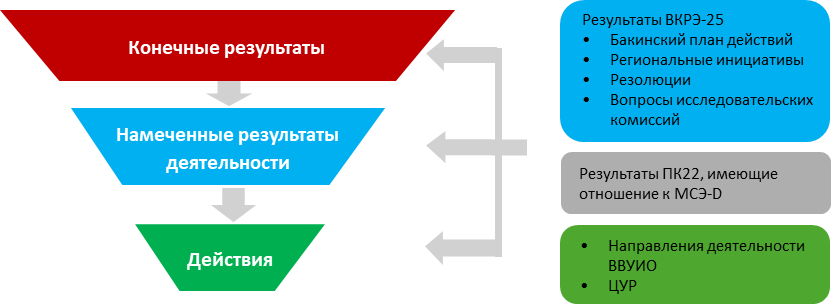 Конечные результаты
Намеченные результаты
деятельности
Действия
Результаты ВКРЭ-25
• Бакинский план действий
• Региональные инициативы
• Резолюции
• Вопросы исследовательских
комиссий
Результаты ПК22, имеющие
отношение к МСЭ-D
• Направления деятельности
ВВУИО
• ЦУР